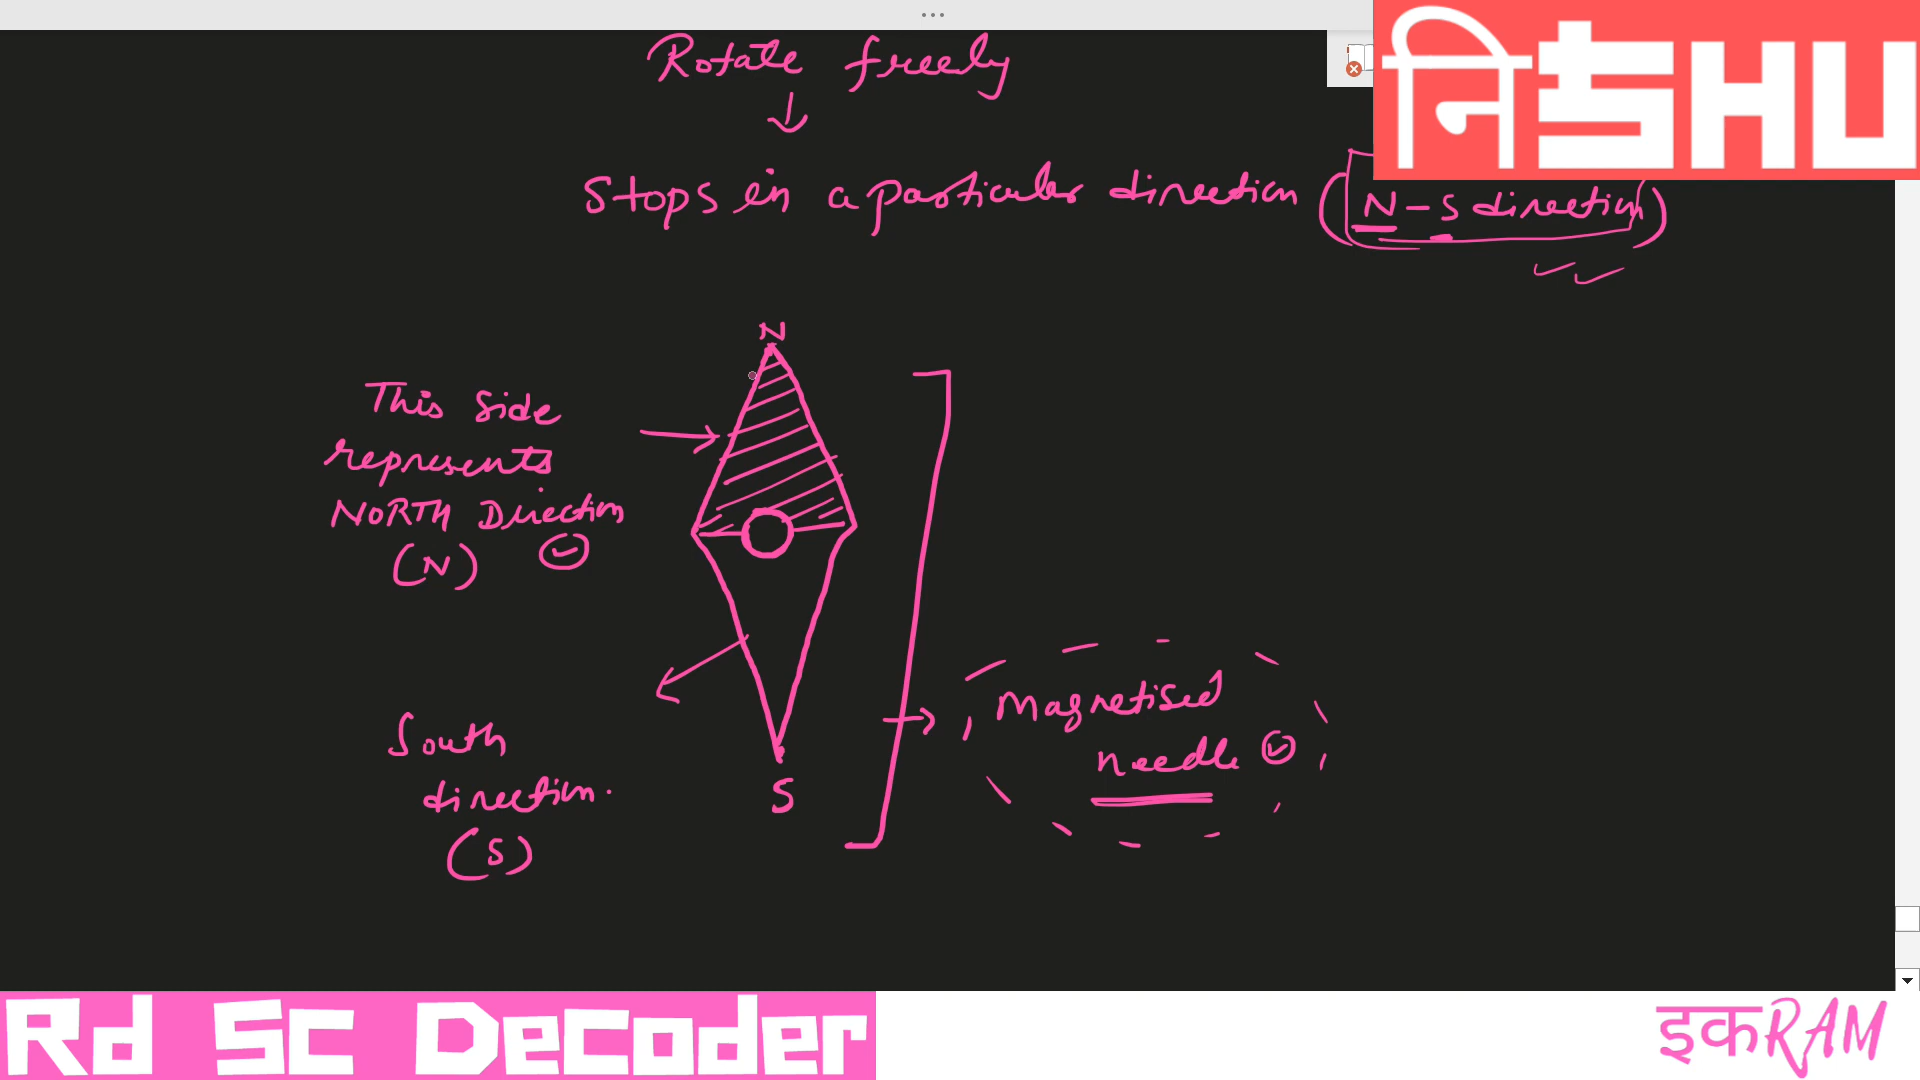 Rotate freely
↓
Stops in a particular direction (N-S direction)
निSHU
N
This side
represents
NORTH Direction
(N)
Magnetised
needle
South
direction.
(S)
S
Rd Sc Decoder
इकRAM